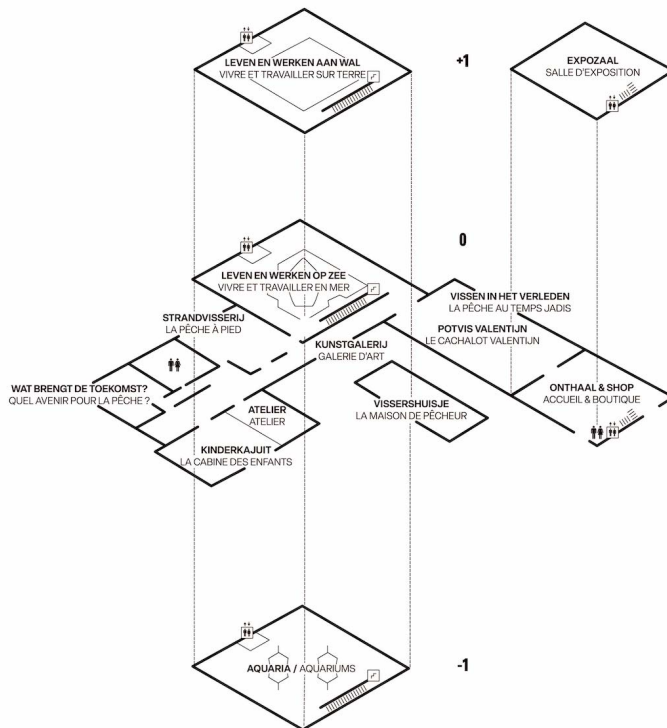 LEVEN EN WERKEN AAN WAL
VIVRE ET TRAVAILLER SUR TERRE
+1
EXPOZAAL
SALLE D'EXPOSITION
0
LEVEN EN WERKEN OP ZEE
VIVRE ET TRAVAILLER EN MER
VISSEN IN HET VERLEDEN
LA PÊCHE AU TEMPS JADIS
STRANDVISSERIJ
LA PÊCHE À PIED
POTVIS VALENTIJN
LE CACHALOT VALENTIJN
KUNSTGALERIJ
GALERIE D'ART
WAT BRENGT DE TOEKOMST?
QUEL AVENIR POUR LA PÊCHE ?
ONTHAAL & SHOP
ACCUEIL & BOUTIQUE
VISSERSHUISJE
LA MAISON DE PÊCHEUR
ATELIER
ATELIER
KINDERKAJUIT
LA CABINE DES ENFANTS
AQUARIA / AQUARIUMS
-1